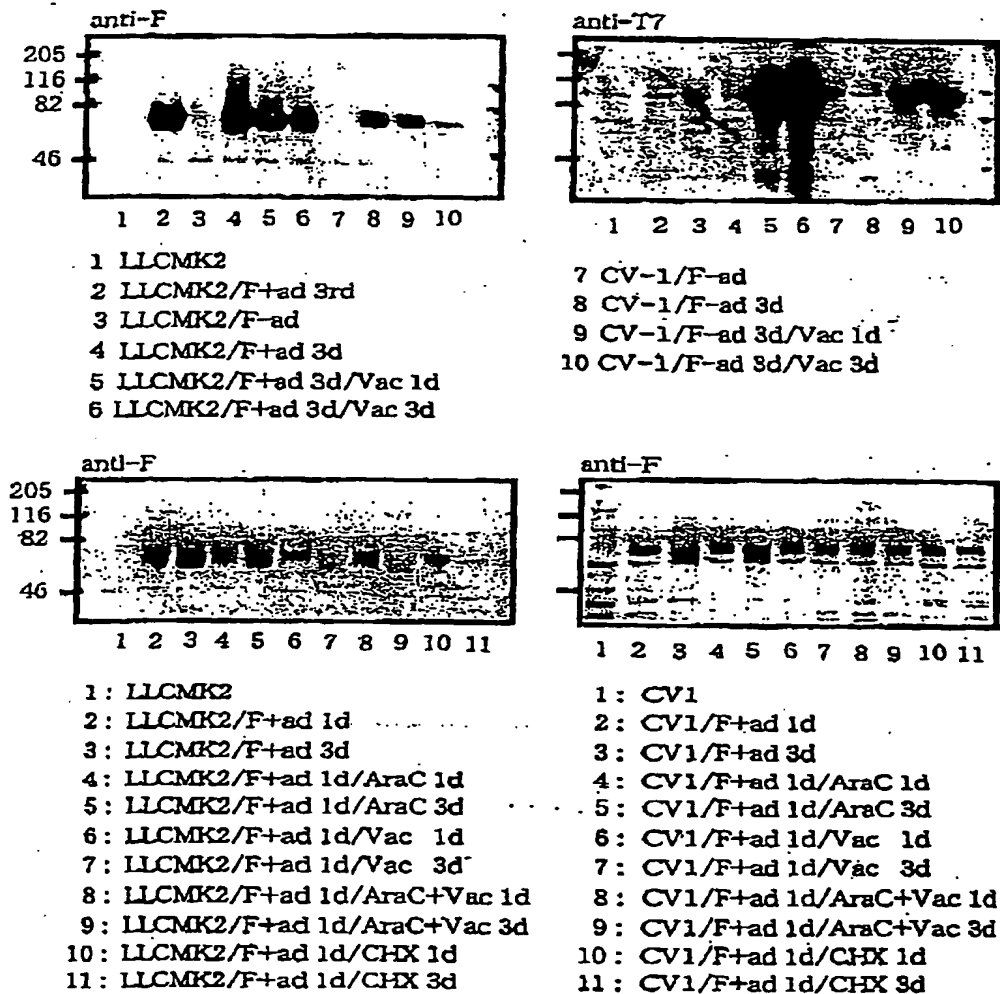 anti-F
205
116
82
46
1 2 3 4 5 6 7 8 9 10
1 LLCMK2
2 LLCMK2/F+ad 3rd
3 LLCMK2/F-ad
4 LLCMK2/F+ad 3d
5 LLCMK2/F+ad 3d/Vac 1d
6 LLCMK2/F+ad 3d/Vac 3d
anti-T7
1 2 3 4 5 6 7 8 9 10
7 CV-1/F-ad
8 CV-1/F-ad 3d
9 CV-1/F-ad 3d/Vac 1d
10 CV-1/F-ad 3d/Vac 3d
anti-F
205
116
82
46
1 2 3 4 5 6 7 8 9 10 11
1: LLCMK2
2: LLCMK2/F+ad 1d
3: LLCMK2/F+ad 3d
4: LLCMK2/F+ad 1d/AraC 1d
5: LLCMK2/F+ad 1d/AraC 3d
6: LLCMK2/F+ad 1d/Vac 1d
7: LLCMK2/F+ad 1d/Vac 3d
8: LLCMK2/F+ad 1d/AraC+Vac 1d
9: LLCMK2/F+ad 1d/AraC+Vac 3d
10: LLCMK2/F+ad 1d/CHX 1d
11: LLCMK2/F+ad 1d/CHX 3d
anti-F
1 2 3 4 5 6 7 8 9 10 11
1: CV1
2: CV1/F+ad 1d
3: CV1/F+ad 3d
4: CV1/F+ad 1d/AraC 1d
5: CV1/F+ad 1d/AraC 3d
6: CV1/F+ad 1d/Vac 1d
7: CV1/F+ad 1d/Vac 3d
8: CV1/F+ad 1d/AraC+Vac 1d
9: CV1/F+ad 1d/AraC+Vac 3d
10: CV1/F+ad 1d/CHX 1d
11: CV1/F+ad 1d/CHX 3d